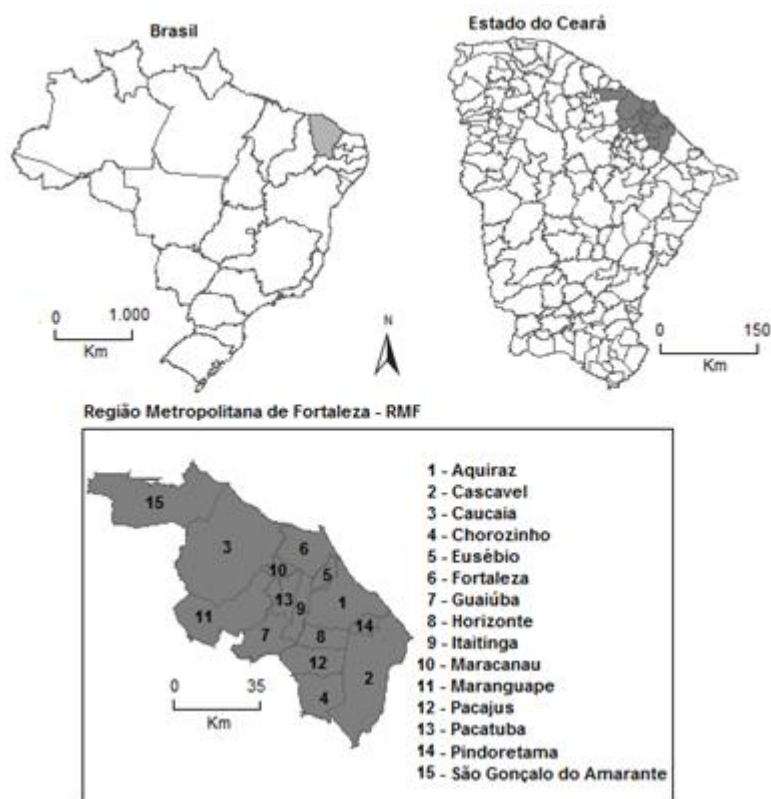 Brasil
Estado do Ceará
0 1.000
Km
N
0 150
Km
Região Metropolitana de Fortaleza - RMF
1 - Aquiraz
2 - Cascavel
3 - Caucaia
4 - Chorozinho
5 - Eusébio
6 - Fortaleza
7 - Guaiúba
8 - Horizonte
9 - Itaitinga
10 - Maracanau
11 - Maranguape
12 - Pacajus
13 - Pacatuba
14 - Pindoretama
15 - São Gonçalo do Amarante
15
3
6
10
5
13
9
1
11
14
7
8
12
2
4
0 35
Km